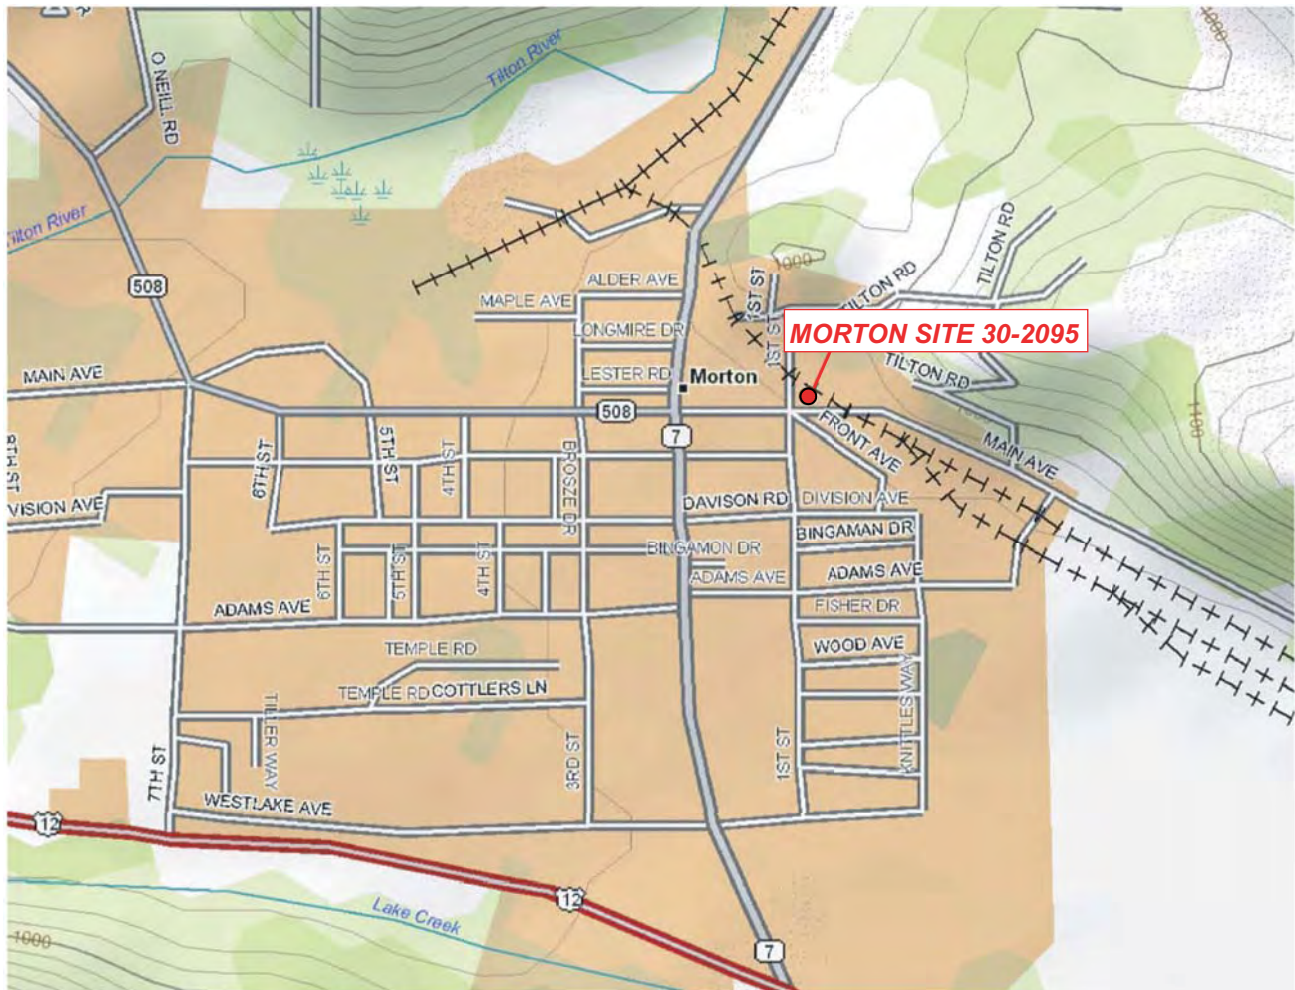 R
O NEILL RD
Tilton River
1000
Tilton River
TILTON RD
508
ALDER AVE
1ST ST
1000
TILTON RD
MAPLE AVE
LONGMIRE DR
1ST ST
MORTON SITE 30-2095
MAIN AVE
LESTER RD
Morton
TILTON RD
508
1100
7
FRONT AVE
MAIN AVE
8TH ST
6TH ST
5TH ST
4TH ST
BROSZE DR
VISION AVE
DAVISON RD
DIVISION AVE
BINGAMAN DR
BINGAMON DR
6TH ST
5TH ST
4TH ST
ADAMS AVE
ADAMS AVE
ADAMS AVE
FISHER DR
TEMPLE RD
WOOD AVE
TEMPLE RD
COTTLERS LN
TILLER WAY
KNITTLES WAY
7TH ST
3RD ST
1ST ST
WESTLAKE AVE
12
12
Lake Creek
1000
7